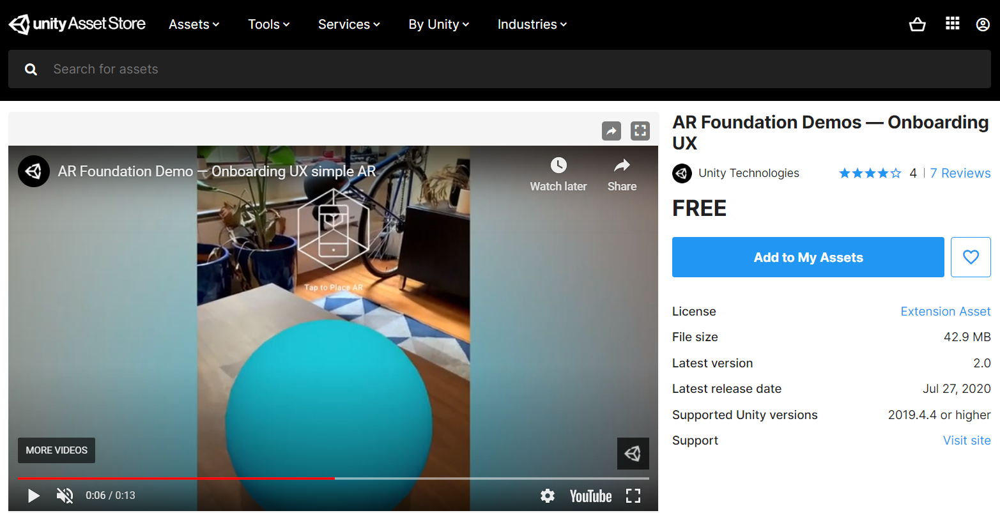 unity Asset Store
Assets
Tools
Services
By Unity
Industries
Search for assets
AR Foundation Demo — Onboarding UX simple AR
Watch later
Share
Tap to Place AR
MORE VIDEOS
0:06 / 0:13
YouTube
AR Foundation Demos — Onboarding
UX
Unity Technologies
4 | 7 Reviews
FREE
Add to My Assets
License Extension Asset
File size 42.9 MB
Latest version 2.0
Latest release date Jul 27, 2020
Supported Unity versions 2019.4.4 or higher
Support Visit site